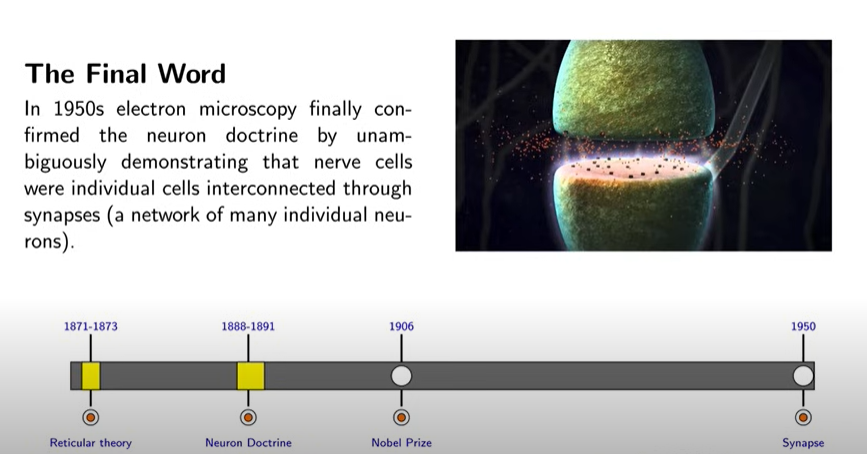 The Final Word
In 1950s electron microscopy finally con-
firmed the neuron doctrine by unam-
biguously demonstrating that nerve cells
were individual cells interconnected through
synapses (a network of many individual neu-
rons).
1871-1873 1888-1891 1906 1950
Reticular theory Neuron Doctrine Nobel Prize Synapse